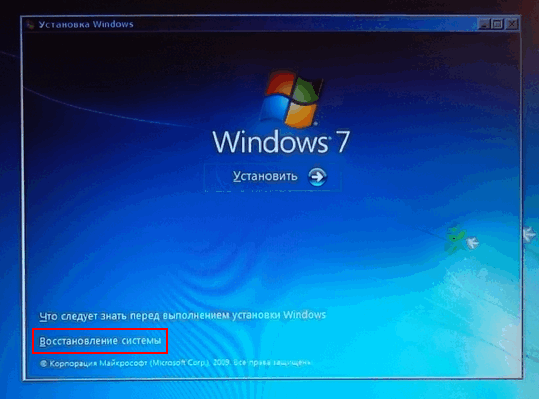 Установка Windows
Windows 7
Установить
Что следует знать перед выполнением установки Windows
Восстановление системы
© Корпорация Майкрософт (Microsoft Corp.), 2009. Все права защищены.